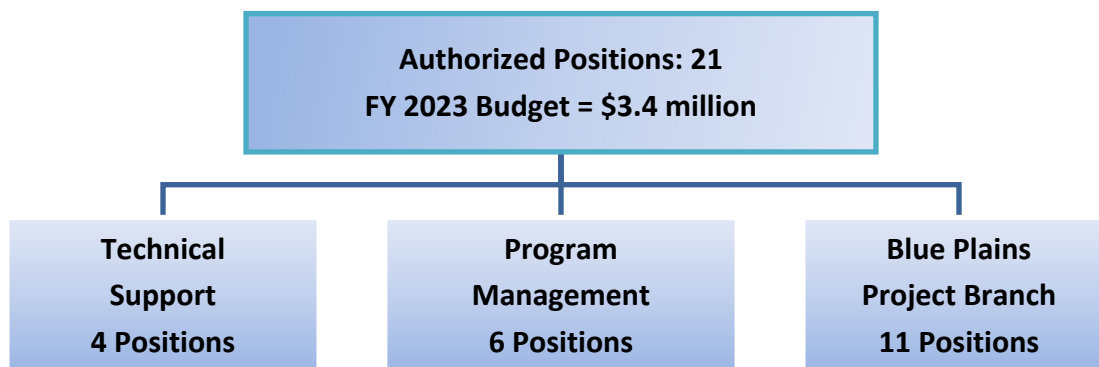 Authorized Positions: 21
FY 2023 Budget = $3.4 million
Technical
Support
4 Positions
Program
Management
6 Positions
Blue Plains
Project Branch
11 Positions